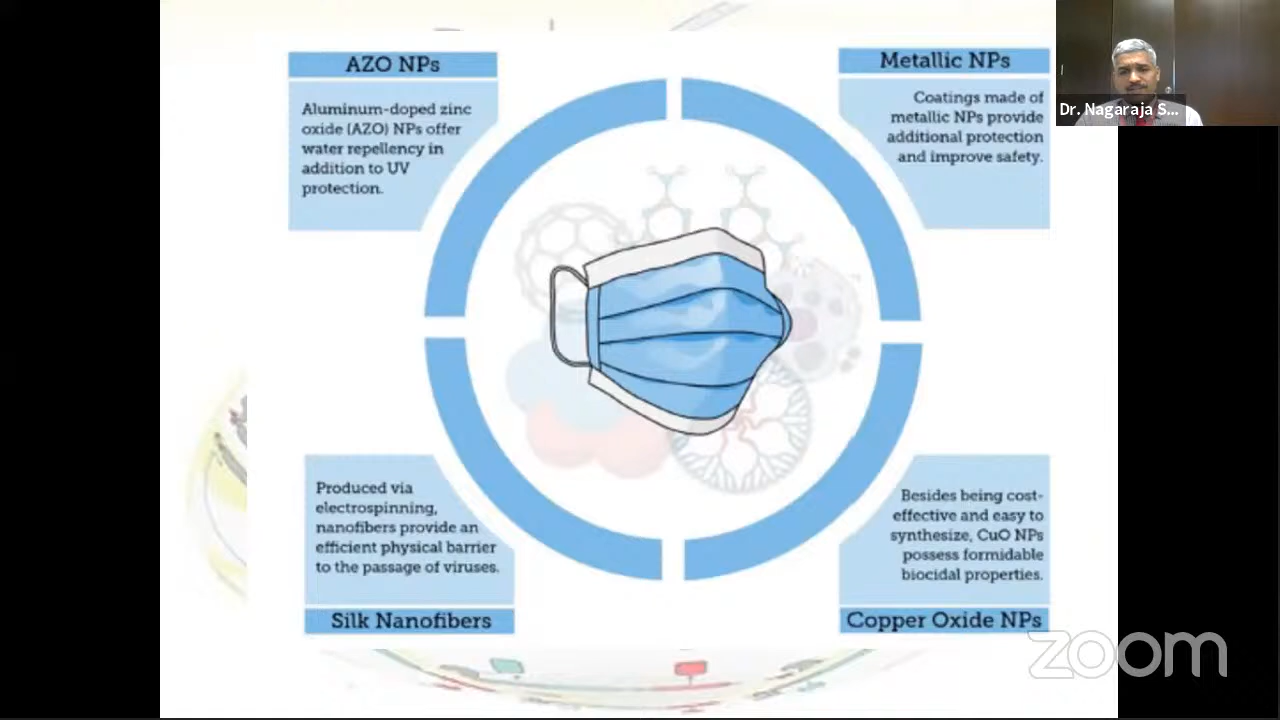 AZO NPs
Aluminum-doped zinc
oxide (AZO) NPs offer
water repellency in
addition to UV
protection.
Metallic NPs
Coatings made of
metallic NPs provide
additional protection
and improve safety.
Dr. Nagaraja S...
Produced via
electrospinning,
nanofibers provide an
efficient physical barrier
to the passage of viruses.
Silk Nanofibers
Besides being cost-
effective and easy to
synthesize, CuO NPs
possess formidable
biocidal properties.
Copper Oxide NPs
zoom